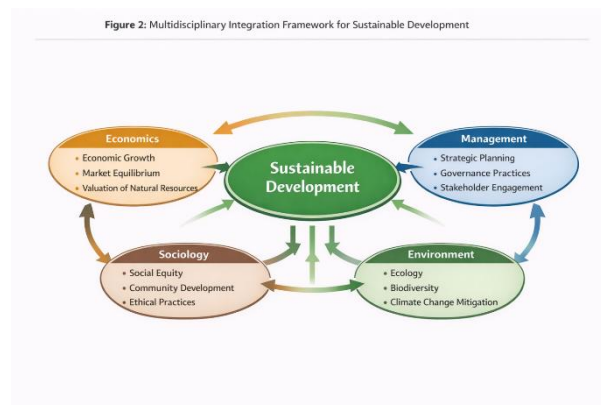 Figure 2: Multidisciplinary Integration Framework for Sustainable Development
Economics
• Economic Growth
• Market Equilibrium
• Valuation of Natural Resources
Sustainable
Development
Management
• Strategic Planning
• Governance Practices
• Stakeholder Engagement
Sociology
• Social Equity
• Community Development
• Ethical Practices
Environment
• Ecology
• Biodiversity
• Climate Change Mitigation